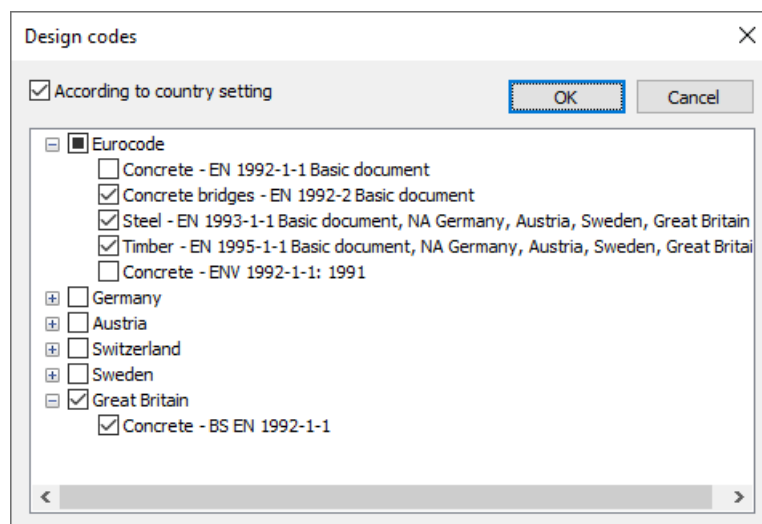 Design codes
According to country setting
OK
Cancel
Eurocode
Concrete - EN 1992-1-1 Basic document
Concrete bridges - EN 1992-2 Basic document
Steel - EN 1993-1-1 Basic document, NA Germany, Austria, Sweden, Great Britain
Timber - EN 1995-1-1 Basic document, NA Germany, Austria, Sweden, Great Britai
Concrete - ENV 1992-1-1: 1991
Germany
Austria
Switzerland
Sweden
Great Britain
Concrete - BS EN 1992-1-1